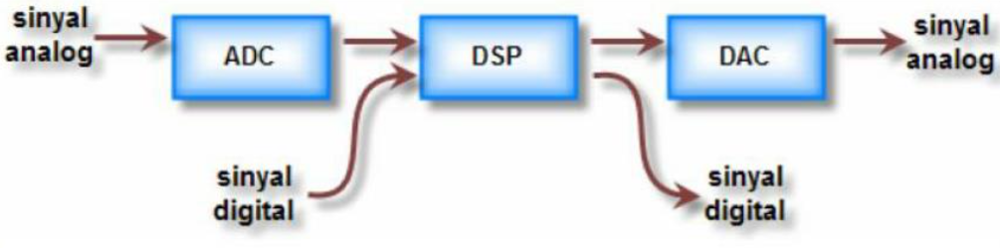 sinyal
analog
ADC
DSP
DAC
sinyal
analog
sinyal
digital
sinyal
digital